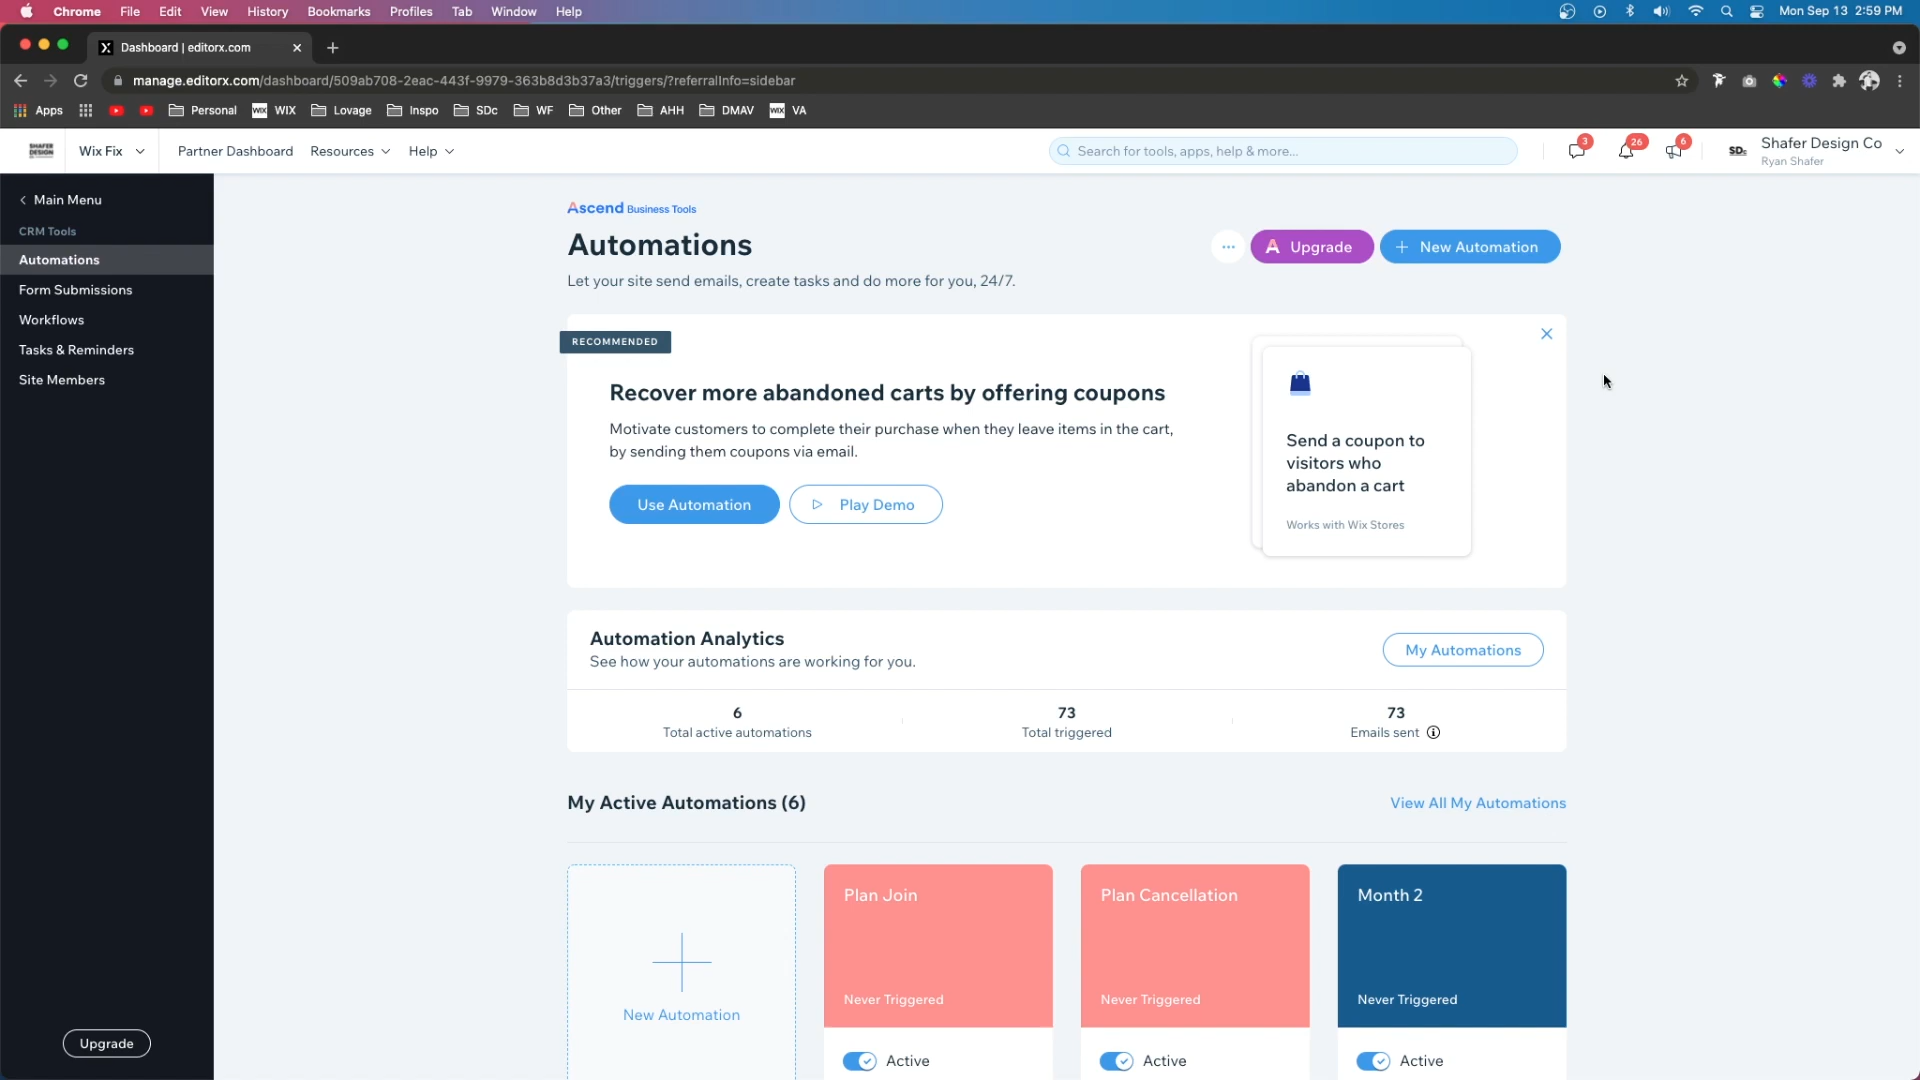 Chrome File Edit View History Bookmarks Profiles Tab Window Help Mon Sep 13 2:59 PM
Dashboard | editorx.com
manage.editorx.com/dashboard/509ab708-2eac-443f-9979-363b8d3b37a3/triggers/?referralInfo=sidebar
Apps Personal WIX WIX Lovage Inspo SDc WF Other AHH DMAV WIX VA
SHAFER DESIGN Wix Fix Partner Dashboard Resources Help Search for tools, apps, help & more... 3 26 6 SDc Shafer Design Co
Ryan Shafer
Main Menu
CRM Tools
Automations
Form Submissions
Workflows
Tasks & Reminders
Site Members
Upgrade
Ascend Business Tools
Automations
Upgrade
New Automation
Let your site send emails, create tasks and do more for you, 24/7.
RECOMMENDED
Recover more abandoned carts by offering coupons
Motivate customers to complete their purchase when they leave items in the cart,
by sending them coupons via email.
Use Automation
Play Demo
Send a coupon to
visitors who
abandon a cart
Works with Wix Stores
Automation Analytics
See how your automations are working for you.
My Automations
6
Total active automations
73
Total triggered
73
Emails sent
My Active Automations (6)
View All My Automations
New Automation
Plan Join
Never Triggered
Active
Plan Cancellation
Never Triggered
Active
Month 2
Never Triggered
Active